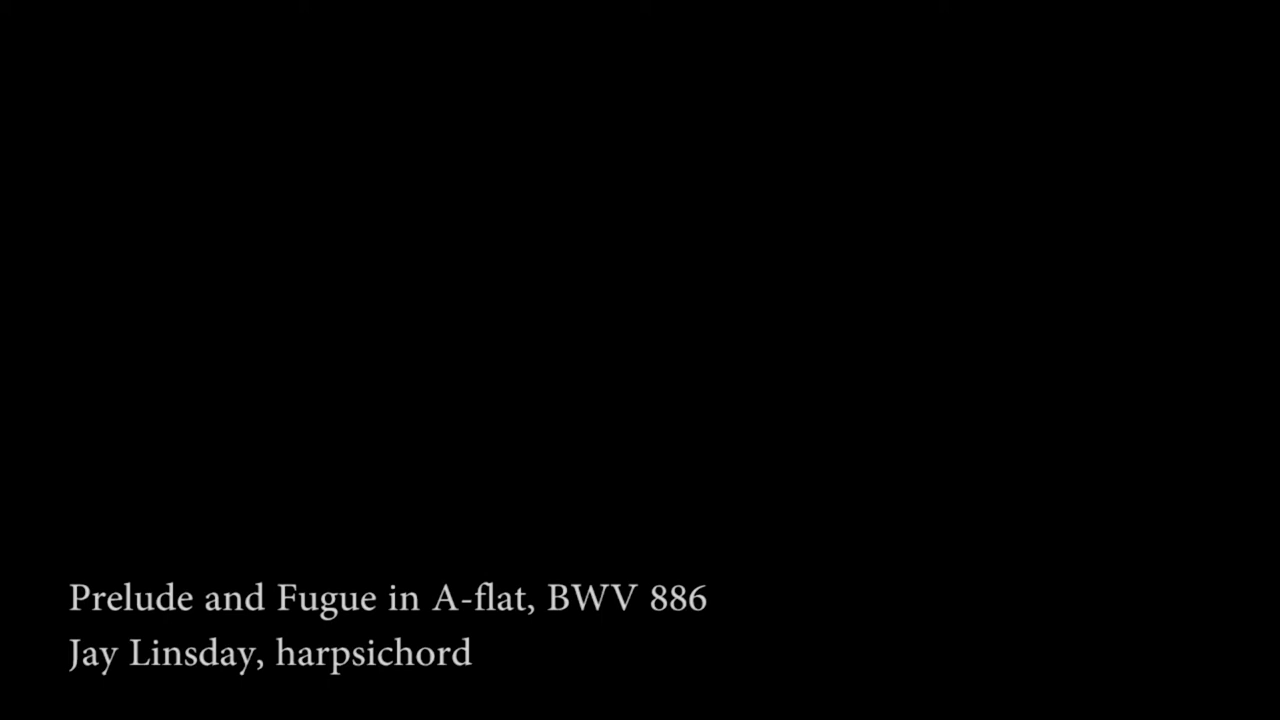 Prelude and Fugue in A-flat, BWV 886
Jay Linsday, harpsichord